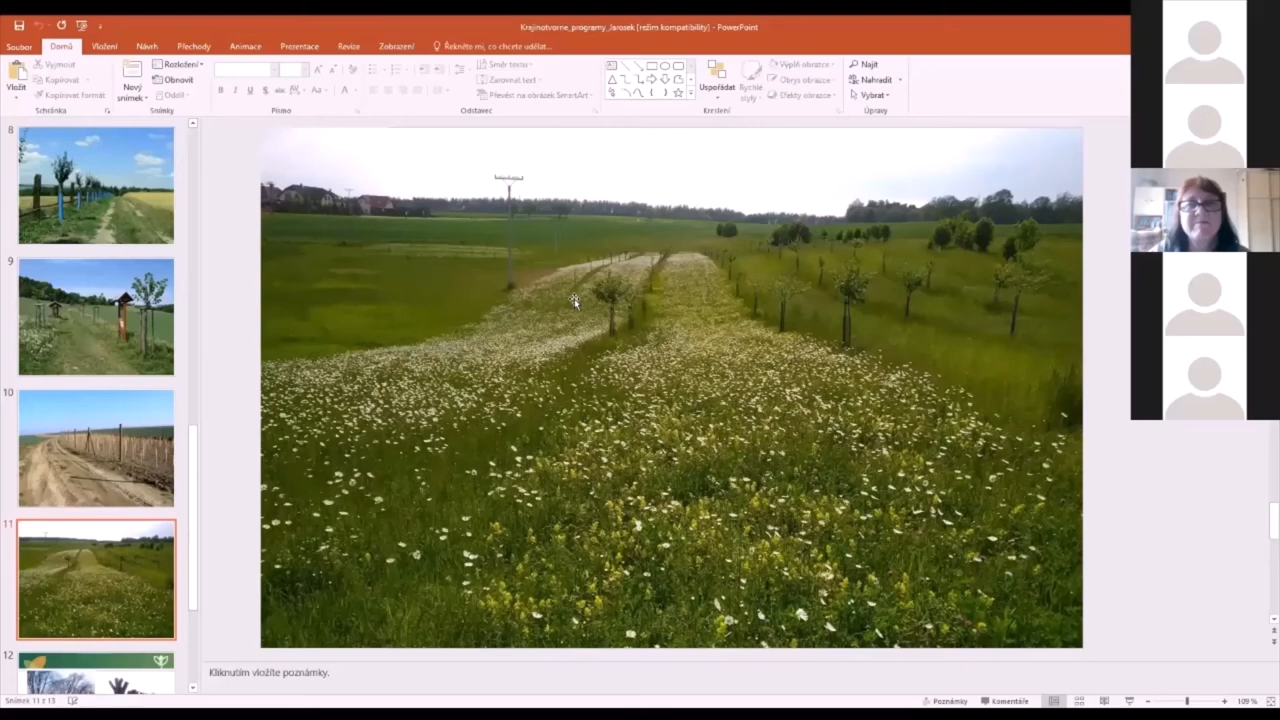 Krajinotvorne_programy_Jarosek [režim kompatibility] - PowerPoint
Soubor Domů Vložení Návrh Přechody Animace Prezentace Revize Zobrazení Řekněte mi, co chcete udělat...
Vložit
Vyjmout
Kopírovat
Kopírovat formát
Schránka
Nový snímek
Rozložení
Obnovit
Oddíl
Snímky
B I U S abc AV Aa A
Písmo
Směr textu
Zarovnat text
Převést na obrázek SmartArt
Odstavec
Uspořádat
Rychlé styly
Výplň obrazce
Obrys obrazce
Efekty obrazce
Kreslení
Najít
Nahradit
Vybrat
Úpravy
8
9
10
11
12
Kliknutím vložíte poznámky.
Snímek 11 z 13
Poznámky Komentáře 109 %